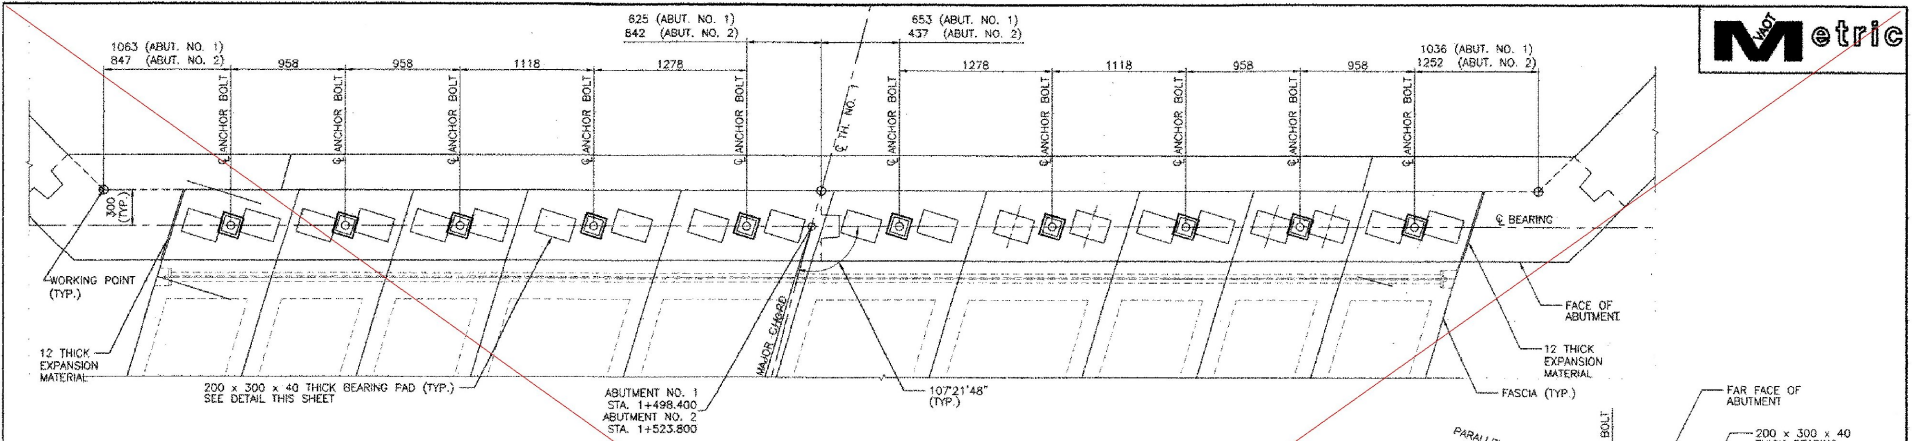 625 (ABUT. NO. 1)
842 (ABUT. NO. 2)
653 (ABUT. NO. 1)
437 (ABUT. NO. 2)
VAOT
Metric
1063 (ABUT. NO. 1)
847 (ABUT. NO. 2)
1036 (ABUT. NO. 1)
1252 (ABUT. NO. 2)
958
958
1118
1278
1278
1118
958
958
℄ ANCHOR BOLT
℄ ANCHOR BOLT
℄ ANCHOR BOLT
℄ ANCHOR BOLT
℄ ANCHOR BOLT
℄ TH. NO. 1
℄ ANCHOR BOLT
℄ ANCHOR BOLT
℄ ANCHOR BOLT
℄ ANCHOR BOLT
℄ ANCHOR BOLT
300
(TYP.)
℄ BEARING
WORKING POINT
(TYP.)
MAJOR CHORD
FACE OF
ABUTMENT
12 THICK
EXPANSION
MATERIAL
12 THICK
EXPANSION
MATERIAL
200 x 300 x 40 THICK BEARING PAD (TYP.)
SEE DETAIL THIS SHEET
ABUTMENT NO. 1
STA. 1+498.400
ABUTMENT NO. 2
STA. 1+523.800
107°21'48"
(TYP.)
FASCIA (TYP.)
FAR FACE OF
ABUTMENT
BOLT
200 x 300 x 40